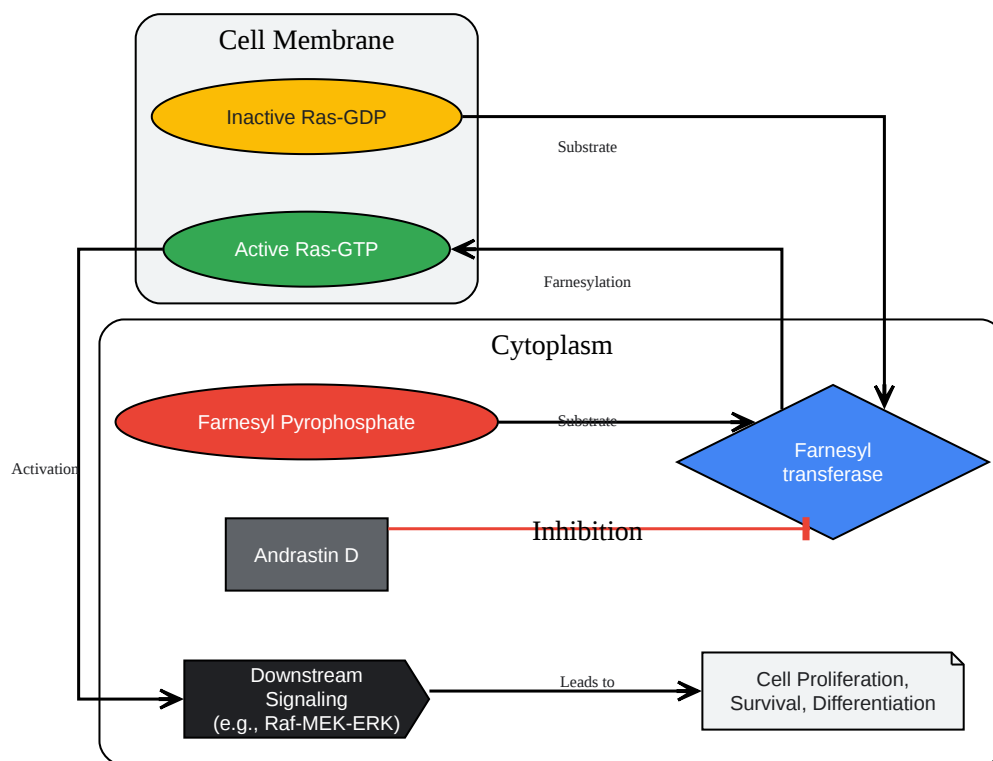 Cell Membrane
Inactive Ras-GDP
Substrate
Active Ras-GTP
Farnesylation
Cytoplasm
Farnesyl Pyrophosphate
Substrate
Farnesyl
transferase
Activation
Inhibition
Andrastin D
Downstream
Signaling
(e.g., Raf-MEK-ERK)
Leads to
Cell Proliferation,
Survival, Differentiation